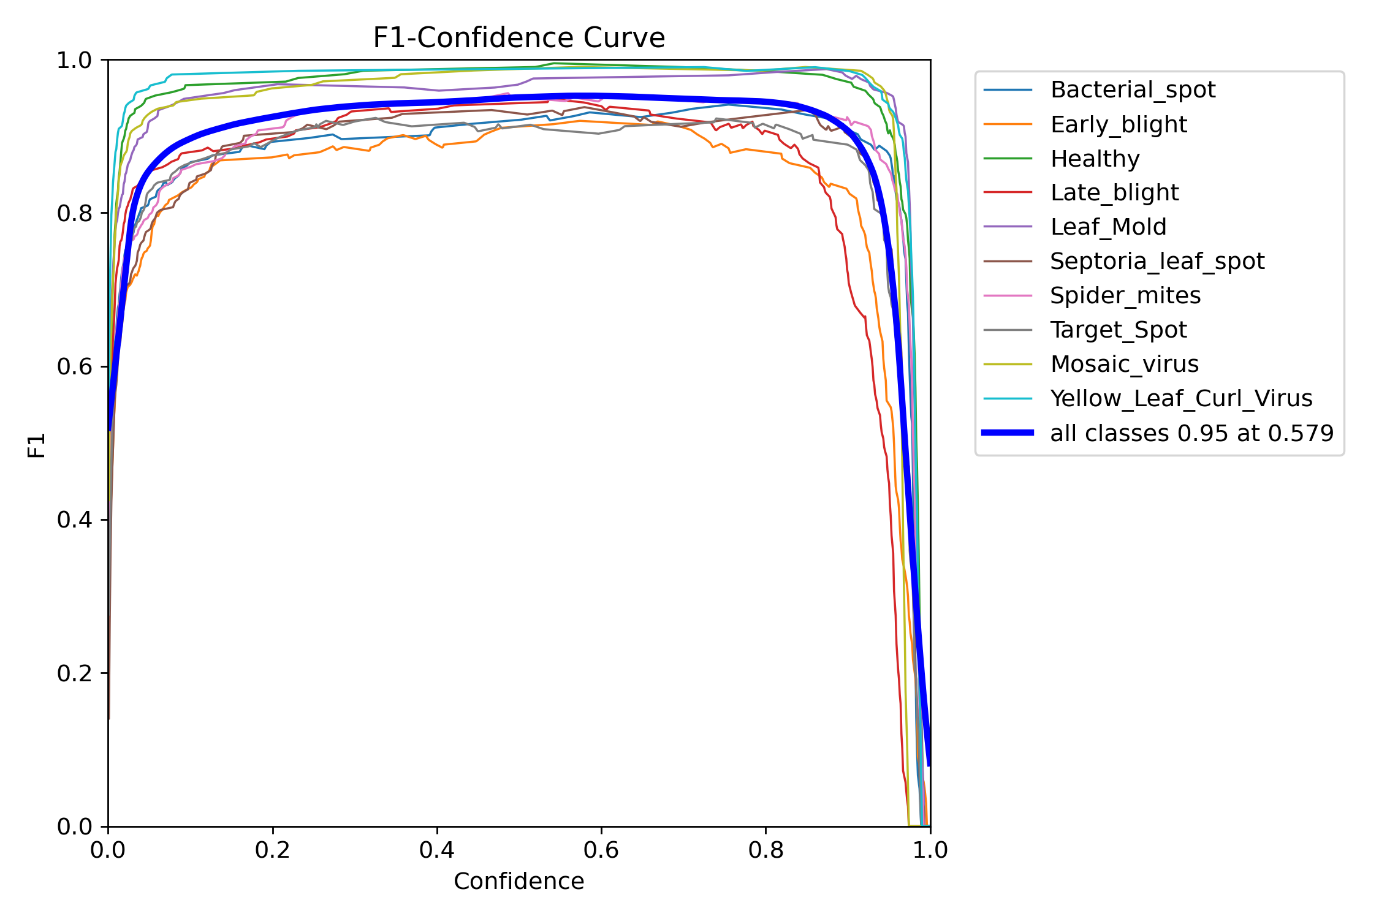 F1-Confidence Curve
1.0
0.8
0.6
0.4
0.2
0.0
F1
0.0 0.2 0.4 0.6 0.8 1.0
Confidence
Bacterial_spot
Early_blight
Healthy
Late_blight
Leaf_Mold
Septoria_leaf_spot
Spider_mites
Target_Spot
Mosaic_virus
Yellow_Leaf_Curl_Virus
all classes 0.95 at 0.579